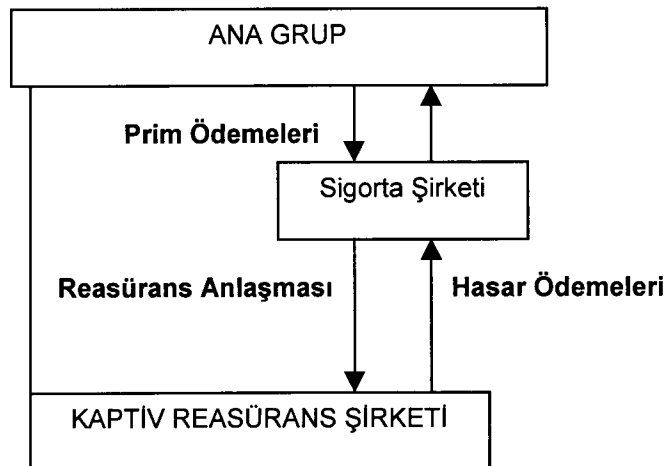 ANA GRUP
Prim Ödemeleri
Sigorta Şirketi
Reasürans Anlaşması
Hasar Ödemeleri
KAPTİV REASÜRANS ŞİRKETİ